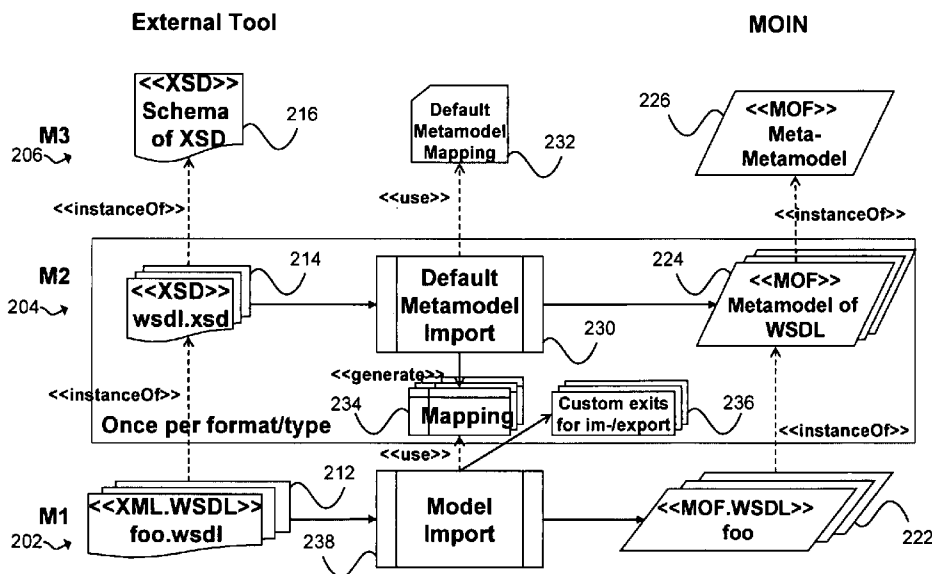 External Tool
MOIN
M3
206
<<XSD>>
Schema
of XSD
216
Default
Metamodel
Mapping
232
226
<<MOF>>
Meta-
Metamodel
<<instanceOf>>
<<use>>
<<instanceOf>>
M2
204
<<XSD>>
wsdl.xsd
214
Default
Metamodel
Import
230
224
<<MOF>>
Metamodel of
WSDL
<<instanceOf>>
<<generate>>
234
Mapping
Custom exits
for im-/export
236
Once per format/type
<<use>>
<<instanceOf>>
M1
202
<<XML.WSDL>>
foo.wsdl
212
Model
Import
238
<<MOF.WSDL>>
foo
222